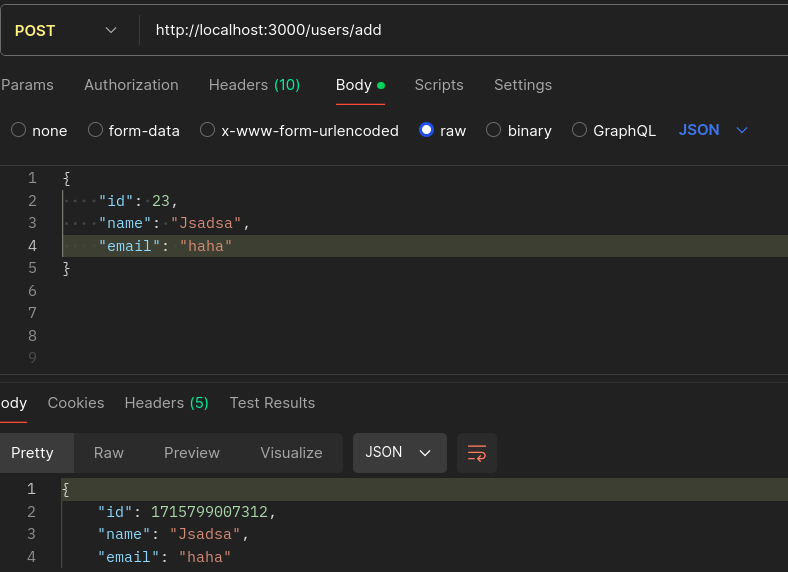 POST http://localhost:3000/users/add
Params Authorization Headers (10) Body Scripts Settings
none form-data x-www-form-urlencoded raw binary GraphQL JSON
1 {
2 "id": 23,
3 "name": "Jsadsa",
4 "email": "haha"
5 }
6
7
8
9
ody Cookies Headers (5) Test Results
Pretty Raw Preview Visualize JSON
1 {
2 "id": 1715799007312,
3 "name": "Jsadsa",
4 "email": "haha"